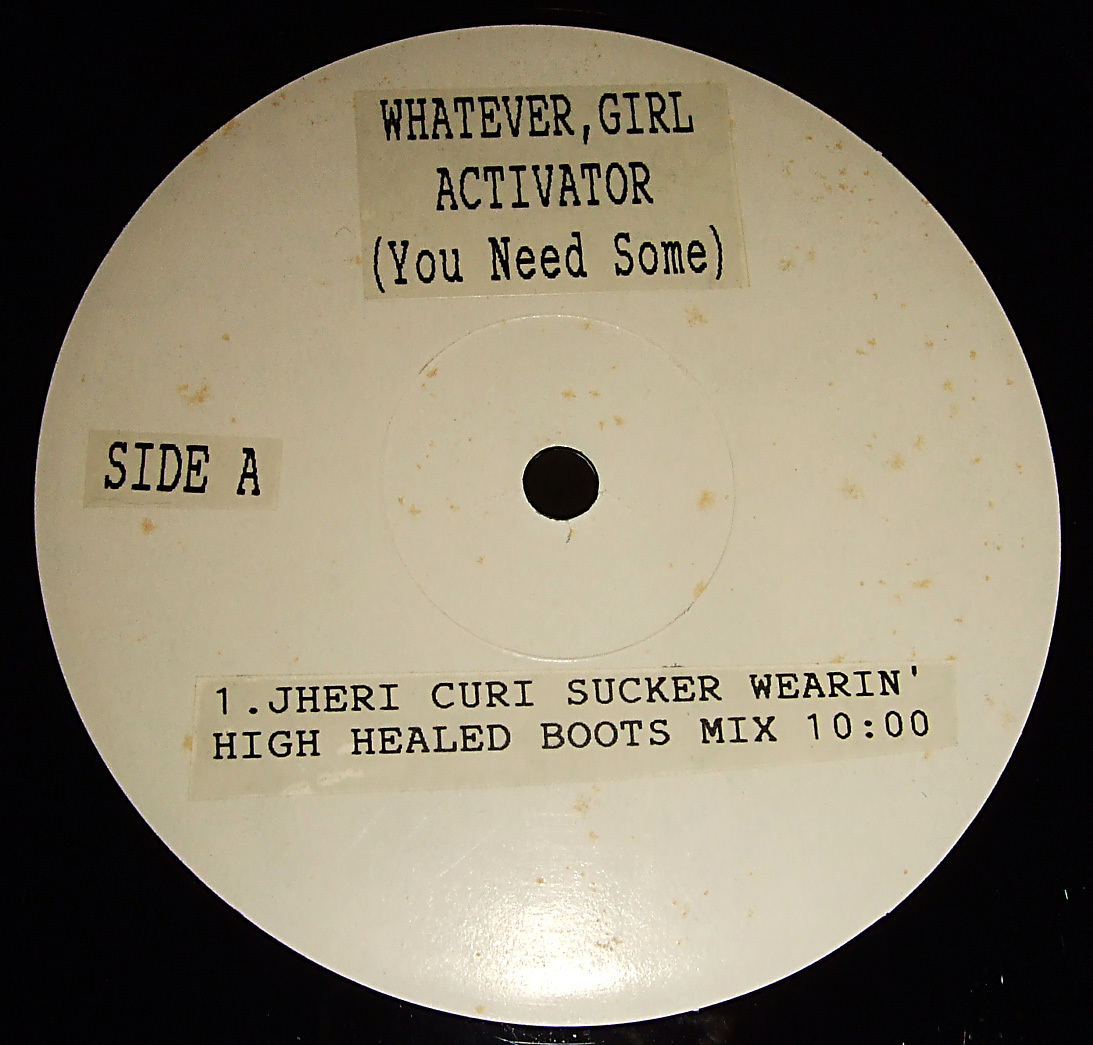 WHATEVER,GIRL
ACTIVATOR
(You Need Some)
SIDE A
1.JHERI CURI SUCKER WEARIN'
HIGH HEALED BOOTS MIX 10:00